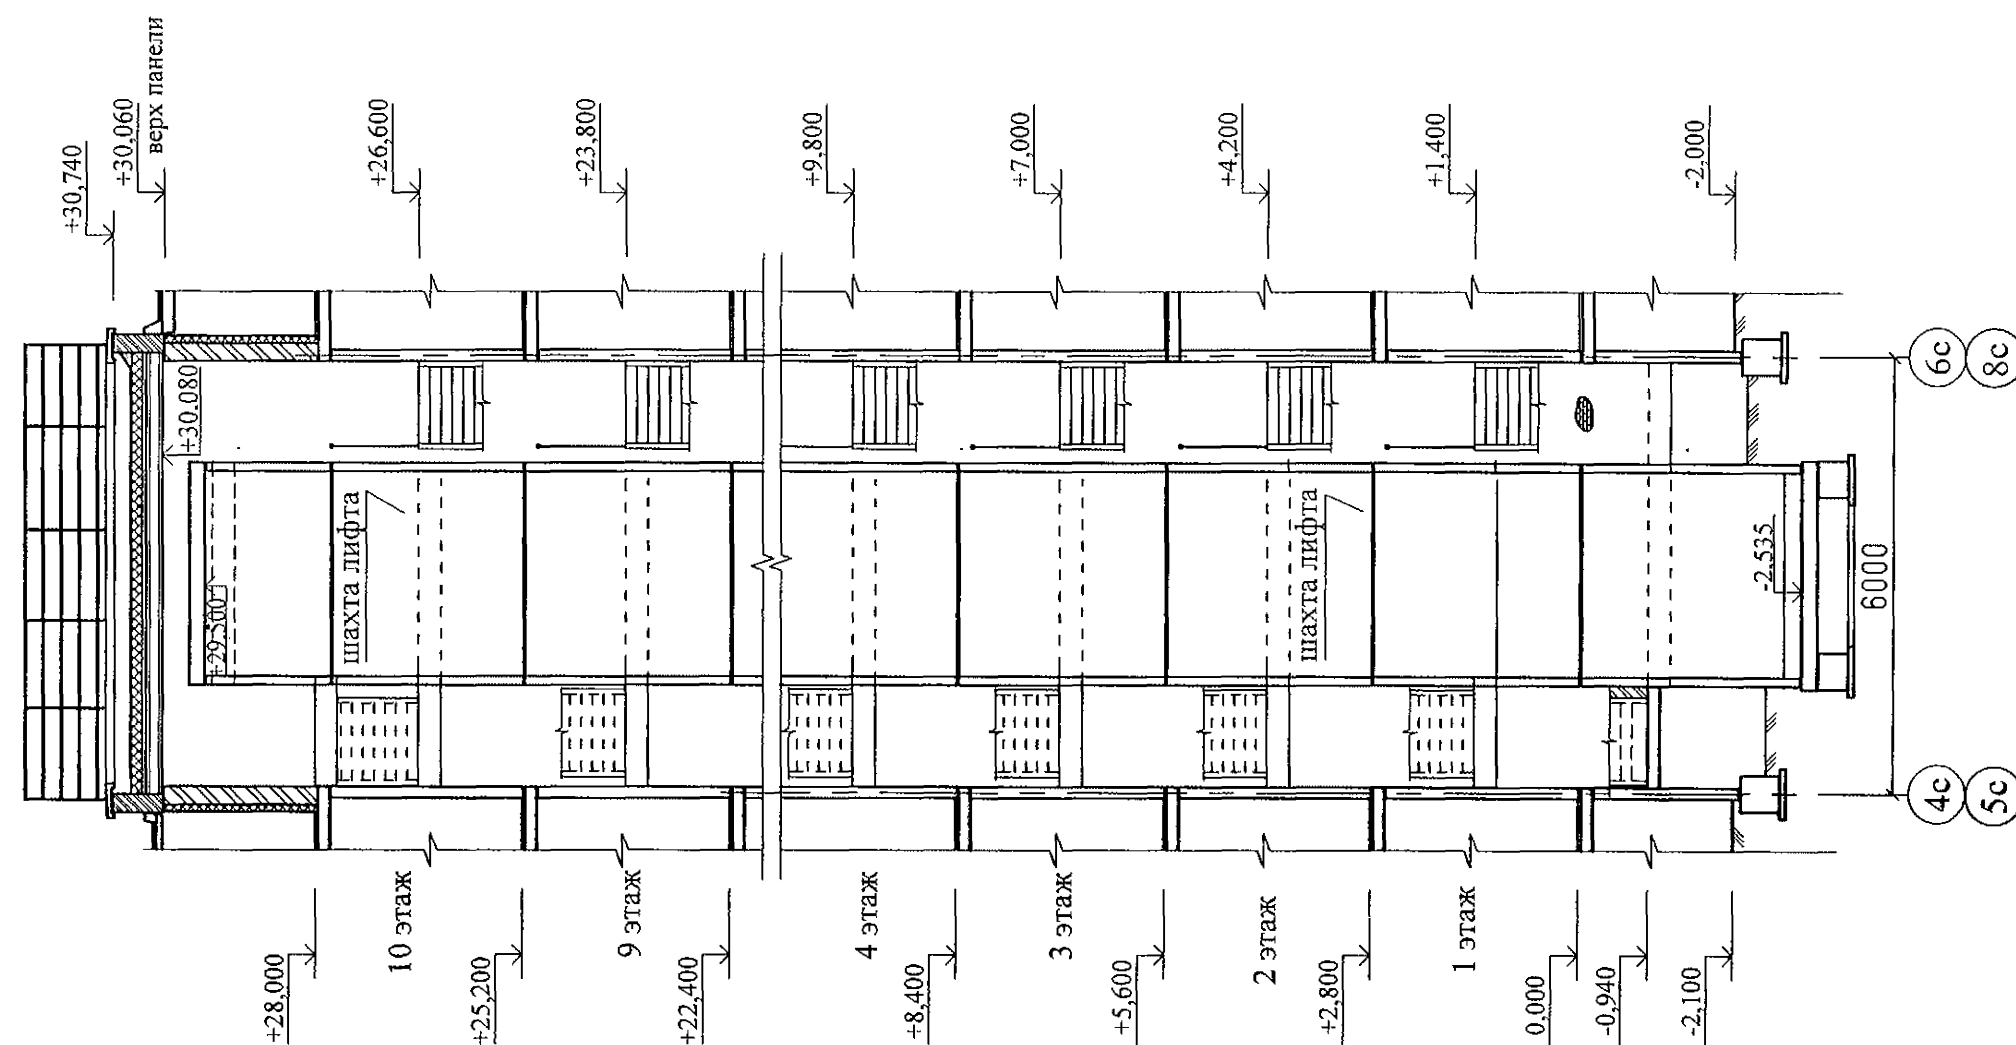 +30,740
+30.060
верх панели
+26,600
+23,800
+9,800
+7,000
+4,200
+1,400
-2,000
+30.080
+29.500
шахта лифта
шахта лифта
-2.535
6000
6с
8с
4с
5с
+28,000
10 этаж
+25,200
9 этаж
+22,400
4 этаж
+8,400
3 этаж
+5,600
2 этаж
+2,800
1 этаж
0,000
-0,940
-2,100